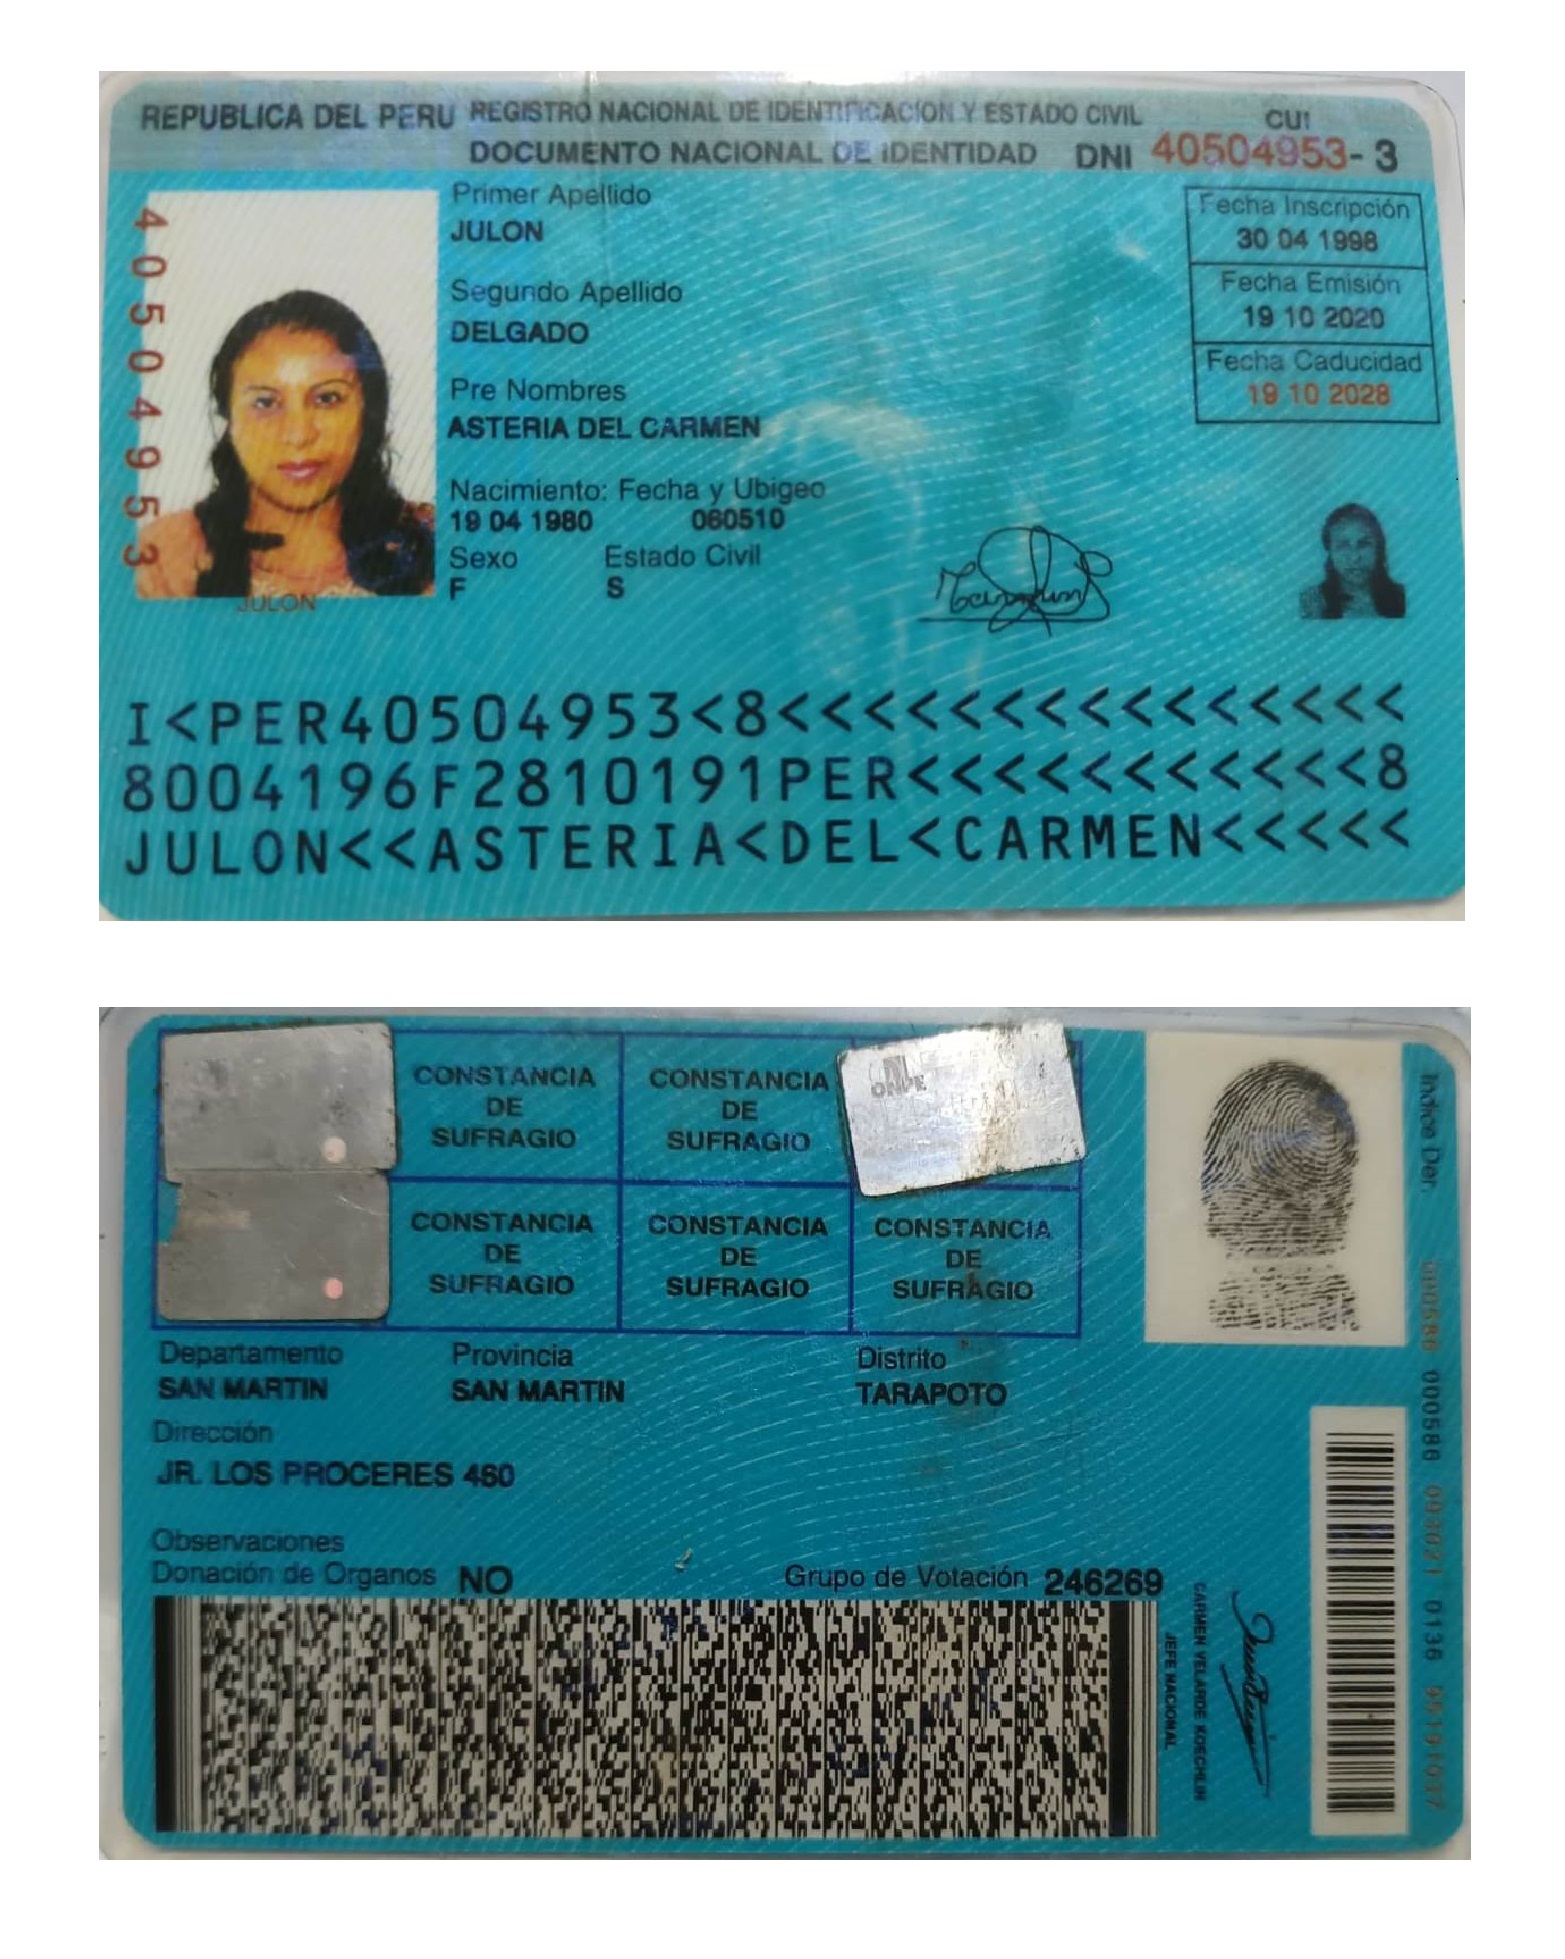 REPUBLICA DEL PERU REGISTRO NACIONAL DE IDENTIFICACION Y ESTADO CIVIL
CUI
DOCUMENTO NACIONAL DE IDENTIDAD DNI 40504953-3
40504953
Primer Apellido
JULON
Segundo Apellido
DELGADO
Pre Nombres
ASTERIA DEL CARMEN
Nacimiento: Fecha y Ubigeo
19 04 1980 060510
Sexo Estado Civil
F S
JULON
Fecha Inscripción
30 04 1998
Fecha Emisión
19 10 2020
Fecha Caducidad
19 10 2028
I<PER40504953<8<<<<<<<<<<<<<<<
8004196F2810191PER<<<<<<<<<<<8
JULON<<ASTERIA<DEL<CARMEN<<<<<
CONSTANCIA
DE
SUFRAGIO
CONSTANCIA
DE
SUFRAGIO
ONPE
CONSTANCIA
DE
SUFRAGIO
CONSTANCIA
DE
SUFRAGIO
CONSTANCIA
DE
SUFRAGIO
Indice Der.
Departamento Provincia Distrito
SAN MARTIN SAN MARTIN TARAPOTO
Dirección
JR. LOS PROCERES 460
Observaciones
Donación de Organos NO Grupo de Votación 246269
CARMEN VELARDE KOECHLIN
JEFE NACIONAL